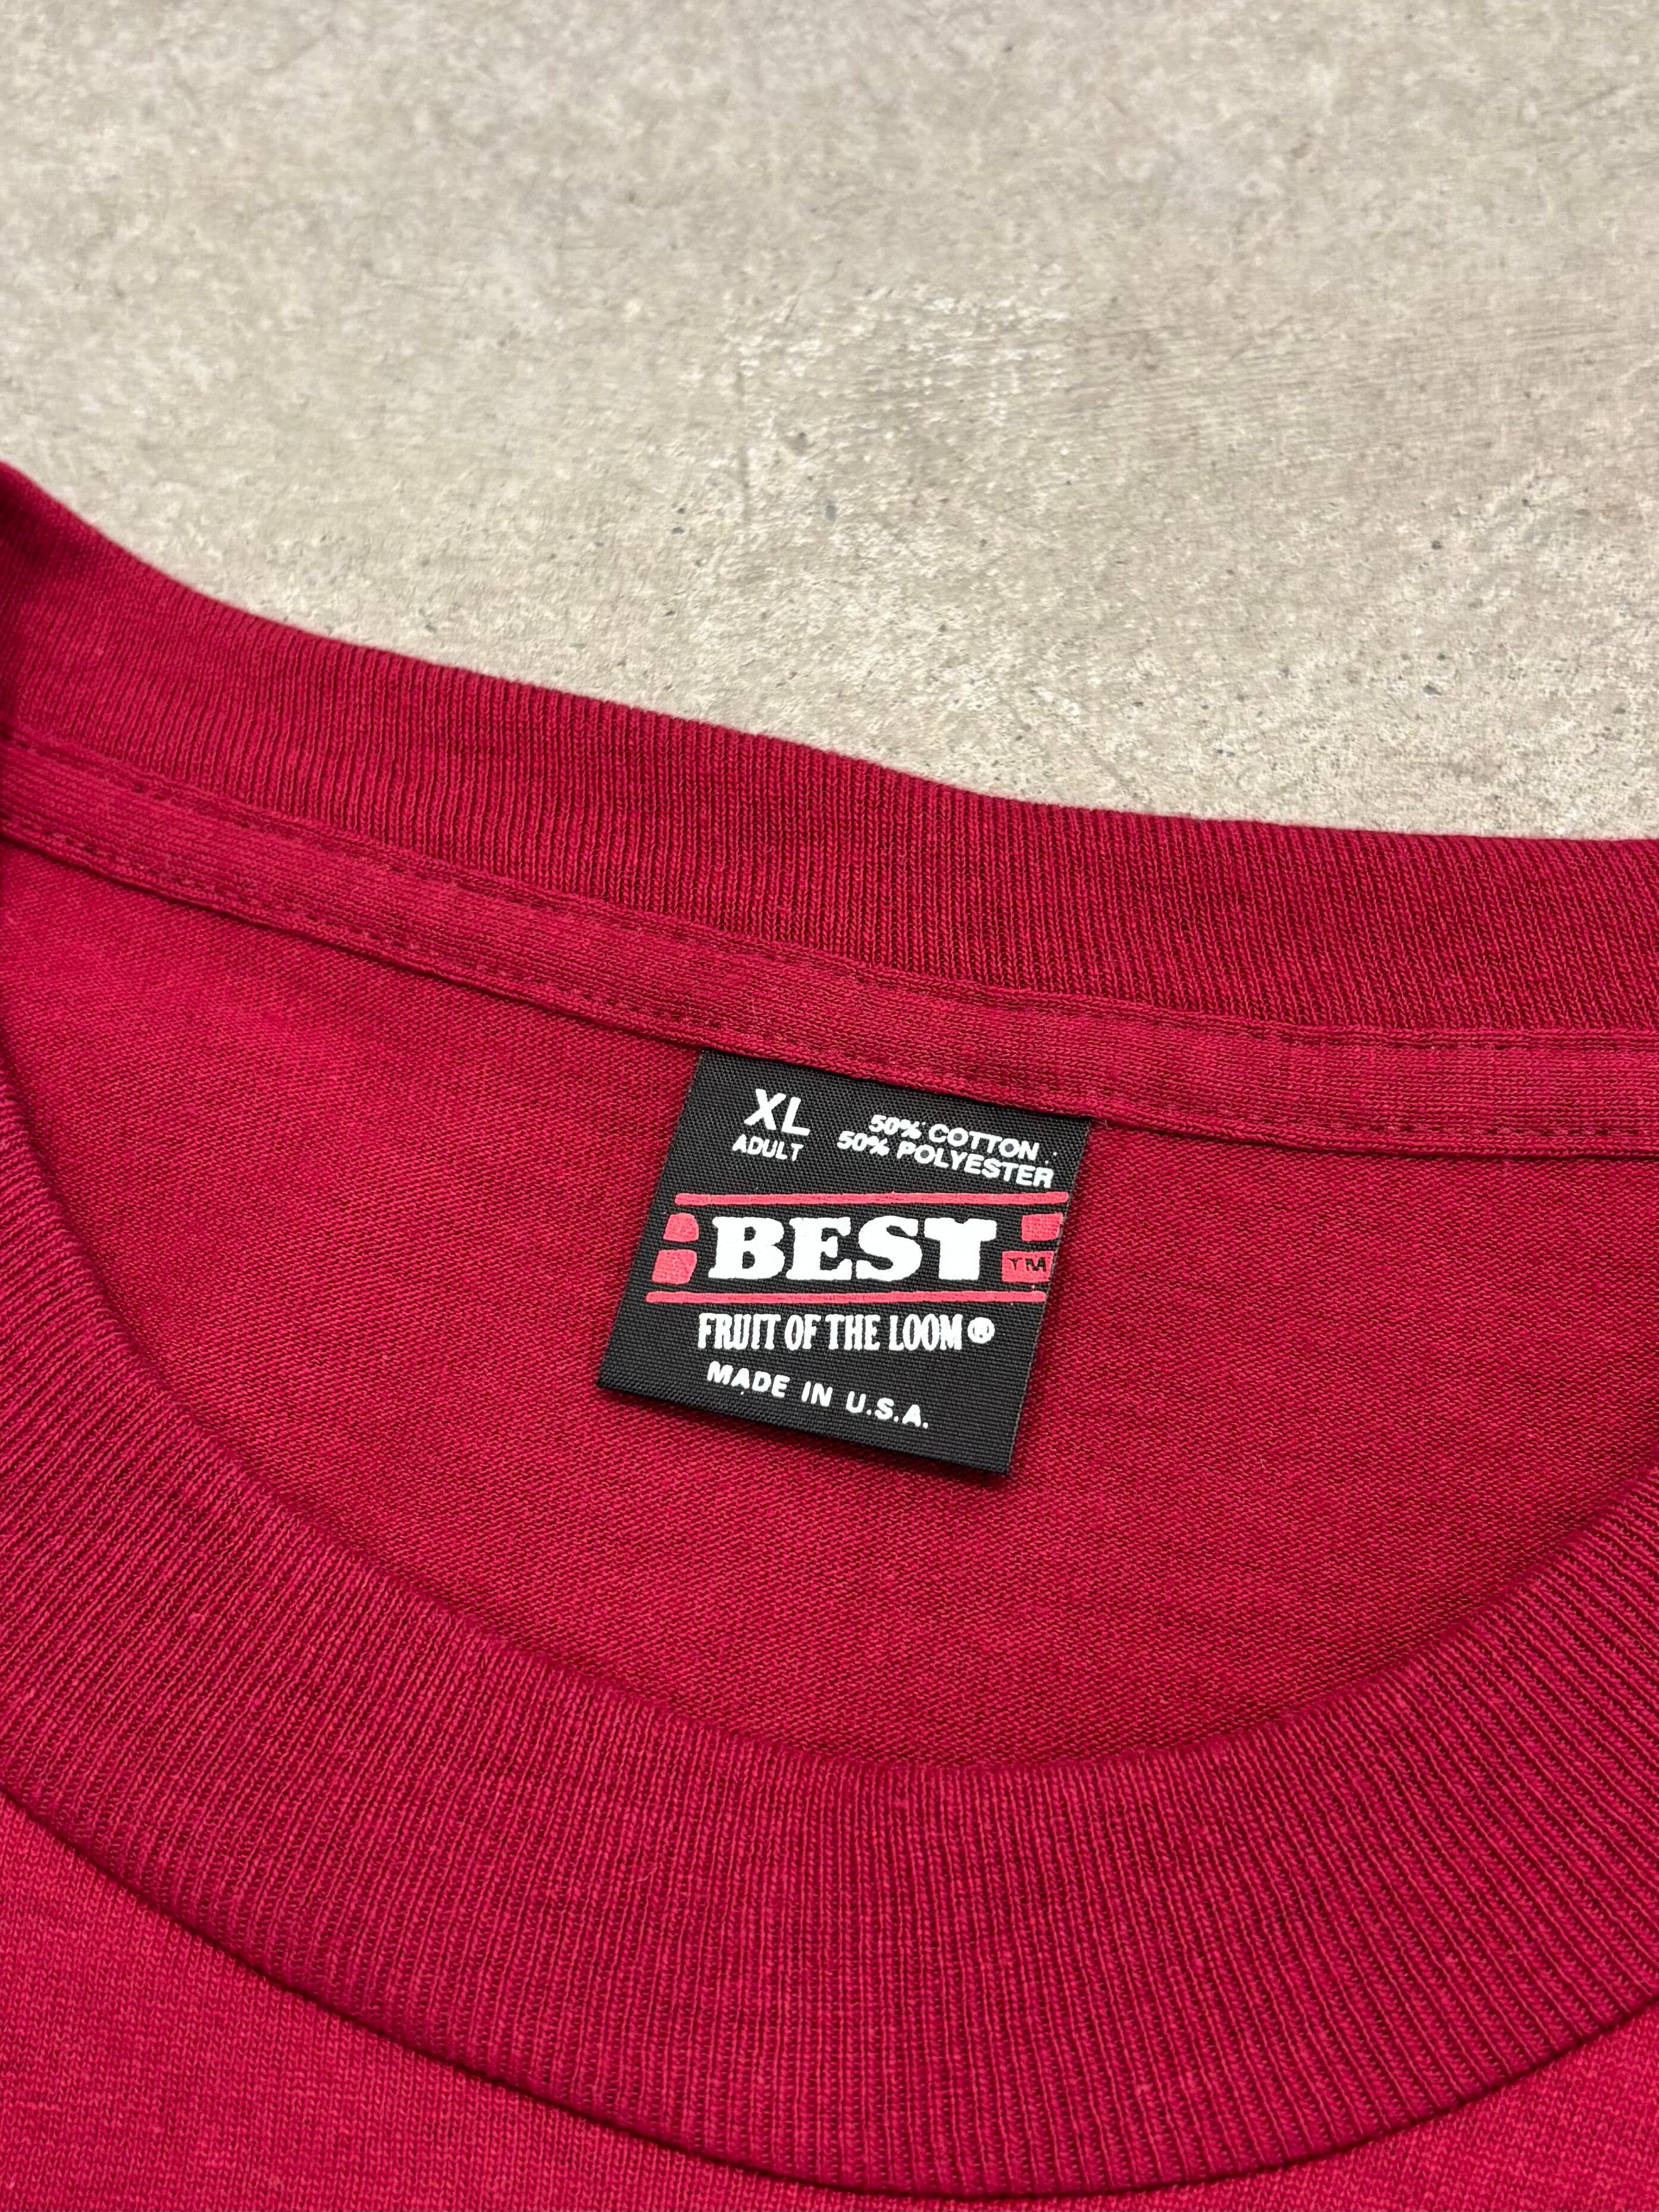 XL
ADULT
50% COTTON
50% POLYESTER
BEST
TM
FRUIT OF THE LOOM®
MADE IN U.S.A.